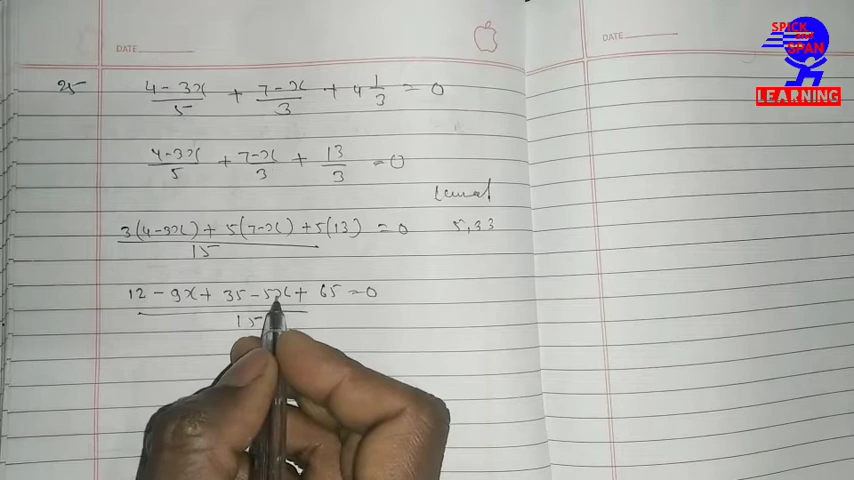 DATE
DATE
SPICK
AND
SPAN
LEARNING
25 (4-3x)/5 + (7-x)/3 + 4 1/3 = 0
(4-3x)/5 + (7-x)/3 + 13/3 = 0
(3(4-3x) + 5(7-x) + 5(13))/15 = 0 5,33
(12 - 9x + 35 - 5x + 65)/15 = 0